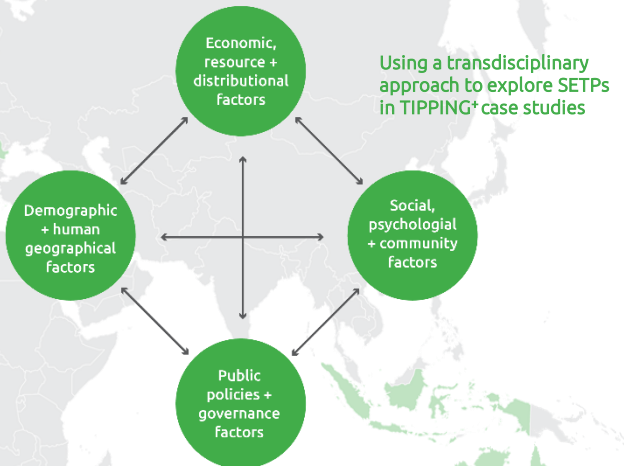 Economic,
resource +
distributional
factors
Using a transdisciplinary
approach to explore SETPs
in TIPPING⁺ case studies
Demographic
+ human
geographical
factors
Social,
psychologial
+ community
factors
Public
policies +
governance
factors